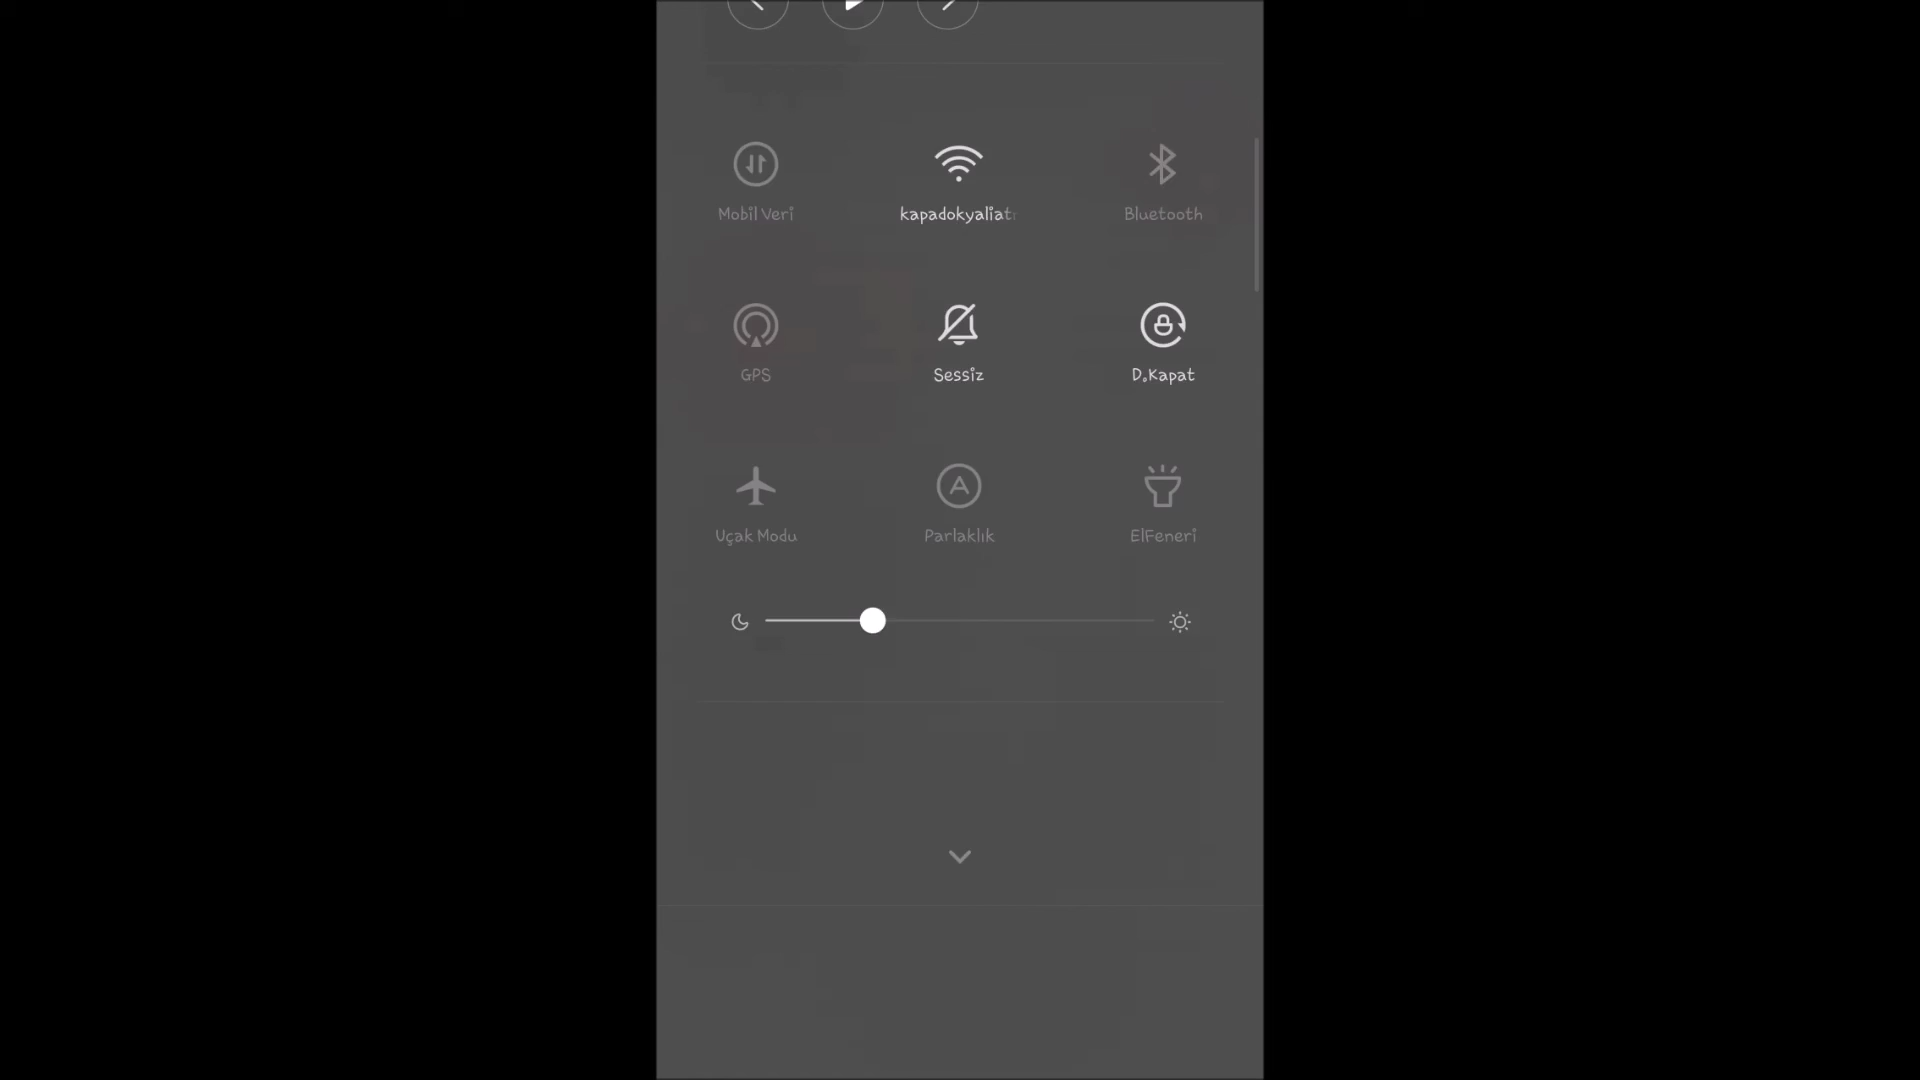 Mobil Veri
kapadokyaliat
Bluetooth
GPS
Sessiz
D.Kapat
Uçak Modu
Parlaklık
ElFeneri